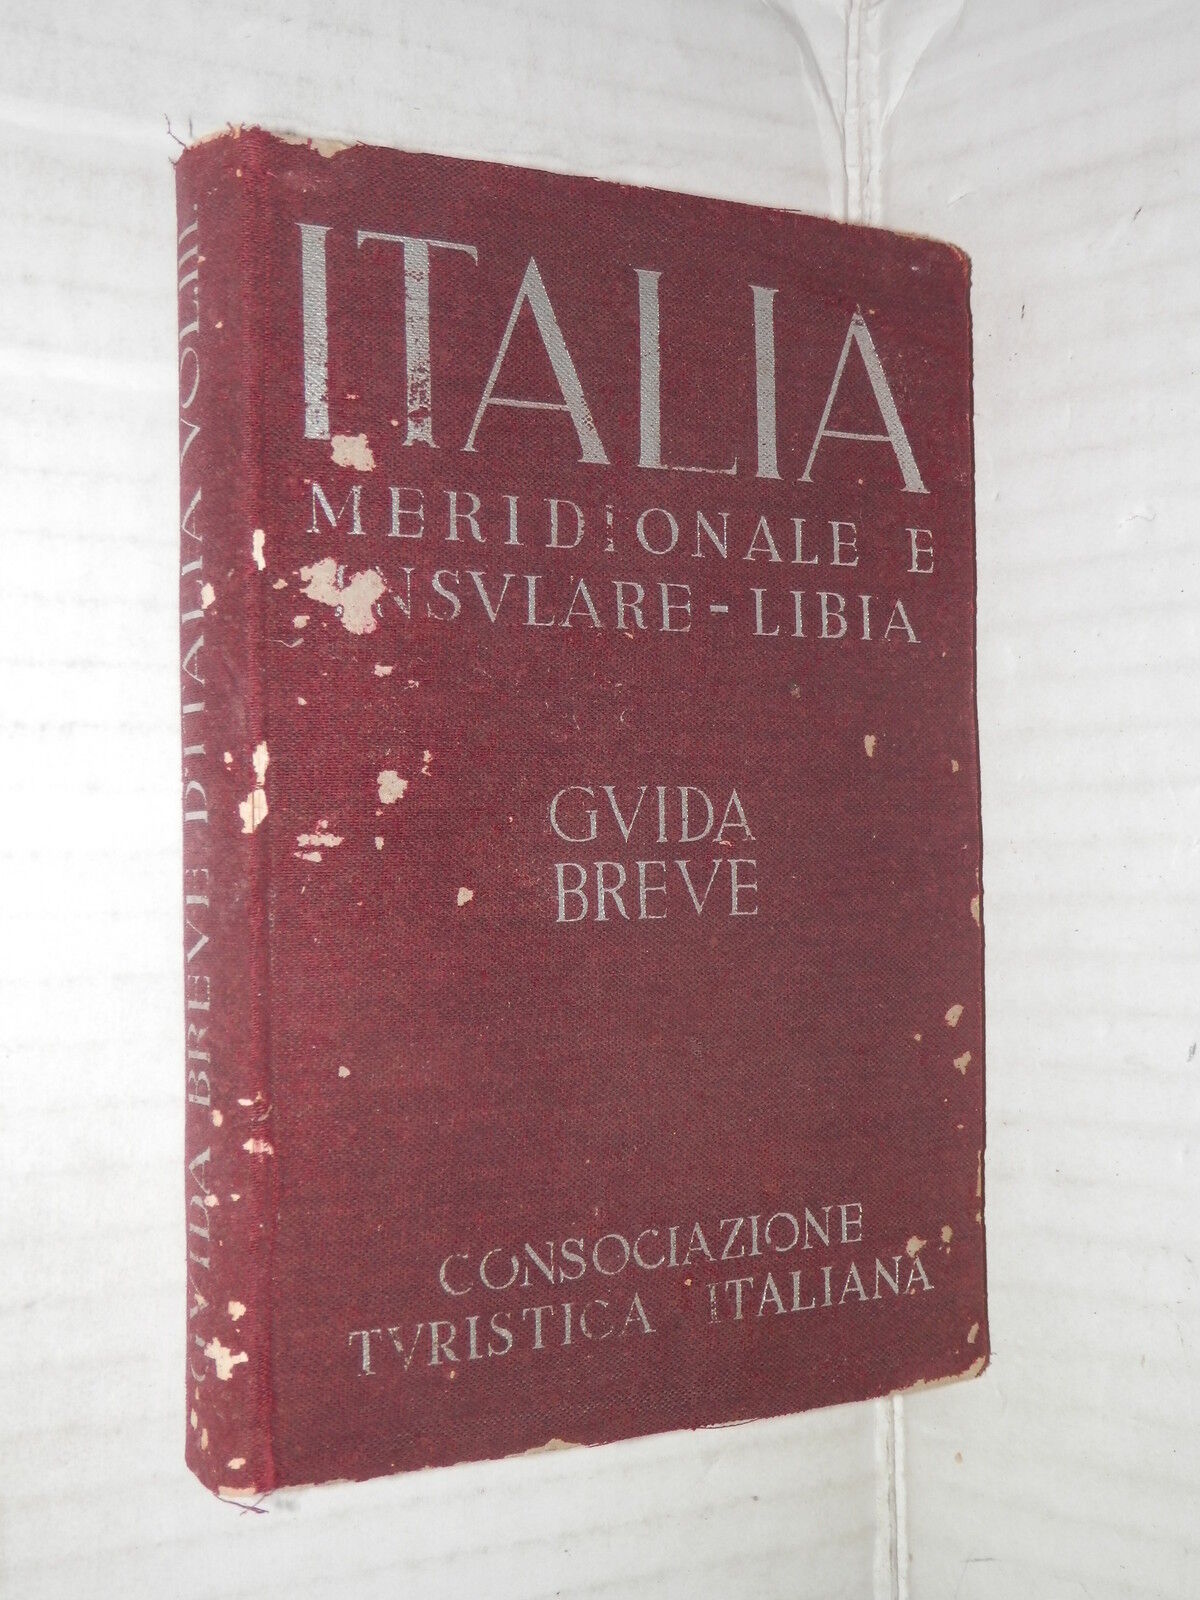 ITALIA
MERIDIONALE E
INSVLARE - LIBIA
GVIDA
BREVE
CONSOCIAZIONE
TVRISTICA ITALIANA
GVIDA BREVE D'ITALIA VOL.III.